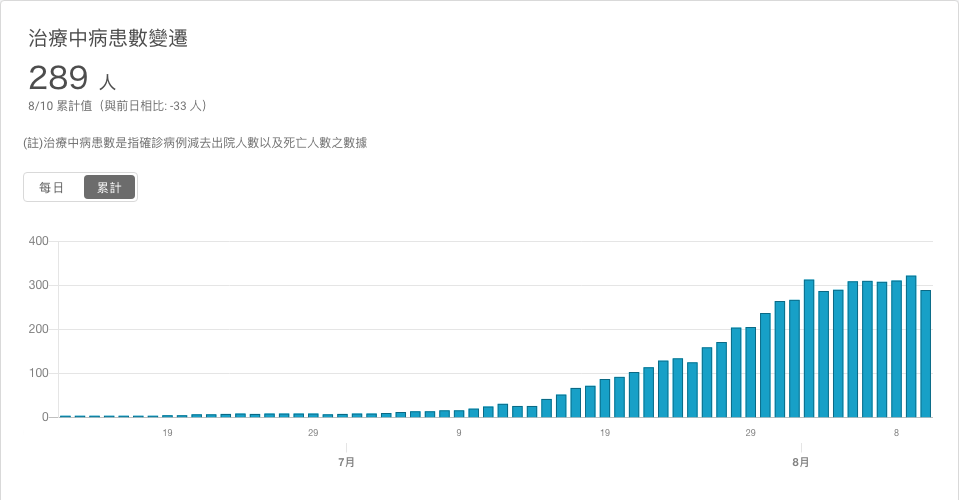 治療中病患數變遷
289 人
8/10 累計值（與前日相比: -33 人）
(註)治療中病患數是指確診病例減去出院人數以及死亡人數之數據
每日 累計
400
300
200
100
0
19 29 9 19 29 8
7月 8月